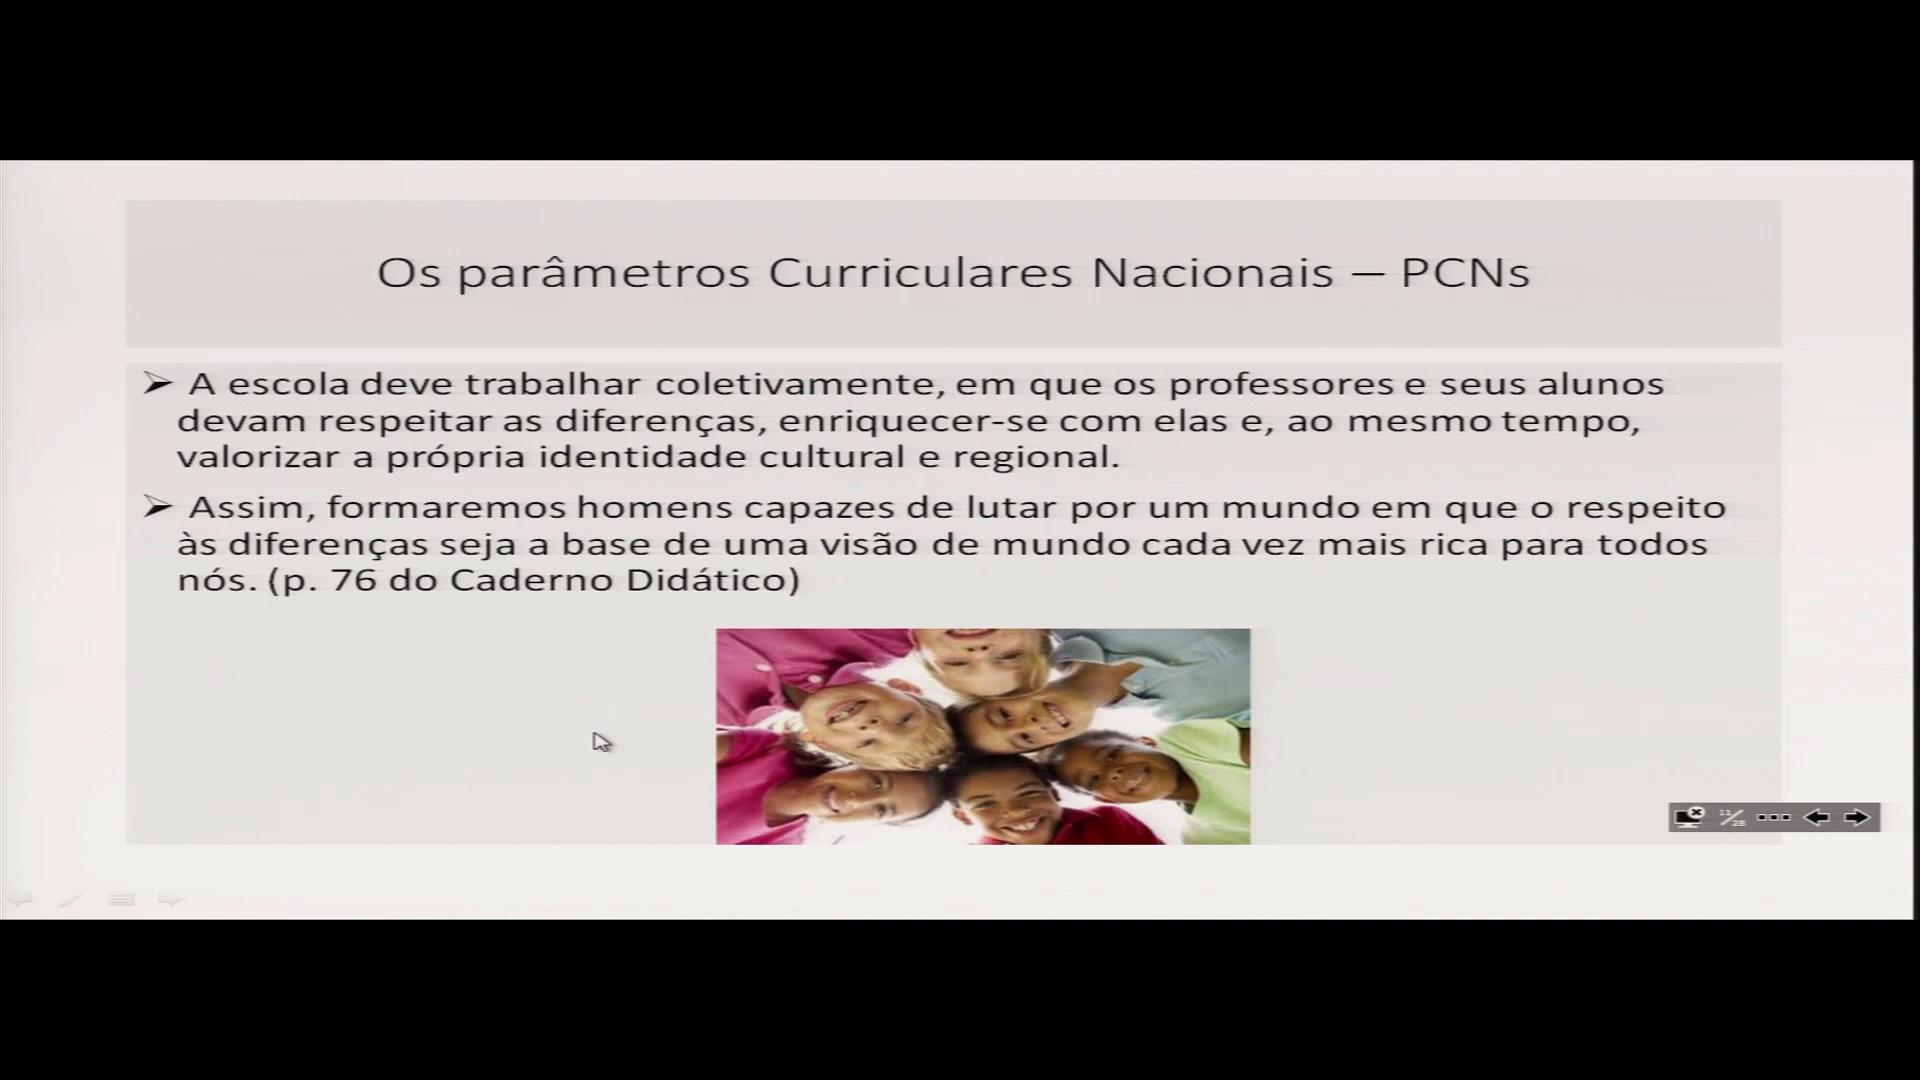 Os parâmetros Curriculares Nacionais – PCNs
➢ A escola deve trabalhar coletivamente, em que os professores e seus alunos
devam respeitar as diferenças, enriquecer-se com elas e, ao mesmo tempo,
valorizar a própria identidade cultural e regional.
➢ Assim, formaremos homens capazes de lutar por um mundo em que o respeito
às diferenças seja a base de uma visão de mundo cada vez mais rica para todos
nós. (p. 76 do Caderno Didático)
11/28